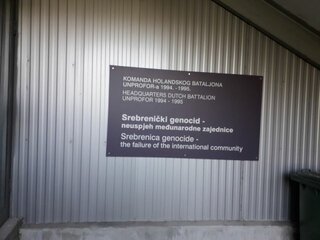 KOMANDA HOLANDSKOG BATALJONA
UNPROFOR-a 1994. -1995.
HEADQUARTERS DUTCH BATTALION
UNPROFOR 1994 - 1995
Srebrenički genocid -
neuspjeh međunarodne zajednice
Srebrenica genocide -
the failure of the international community